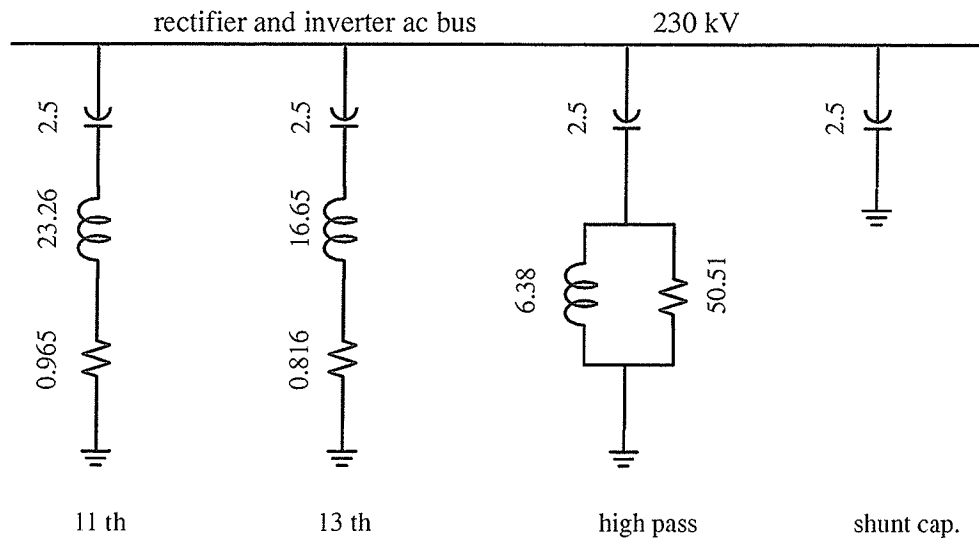 rectifier and inverter ac bus 230 kV
2.5 2.5 2.5 2.5
23.26 16.65 6.38 50.51
0.965 0.816
11 th 13 th high pass shunt cap.